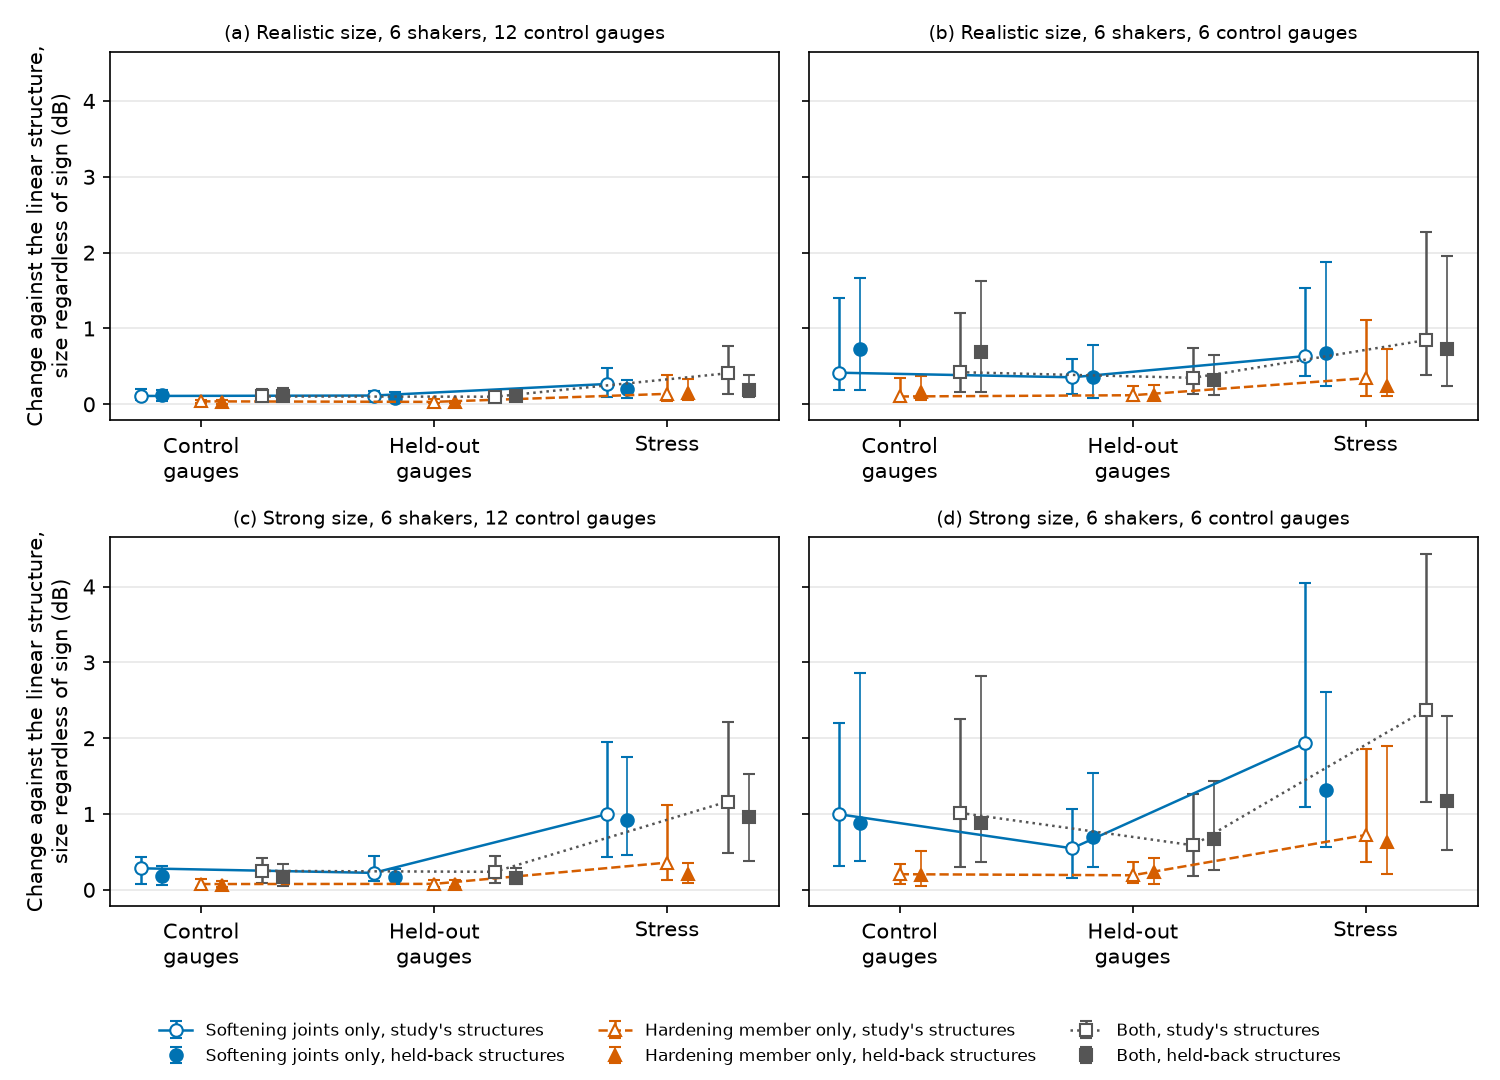 (a) Realistic size, 6 shakers, 12 control gauges
(b) Realistic size, 6 shakers, 6 control gauges
Change against the linear structure,
size regardless of sign (dB)
4
3
2
1
0
Control
gauges
Held-out
gauges
Stress
Control
gauges
Held-out
gauges
Stress
(c) Strong size, 6 shakers, 12 control gauges
(d) Strong size, 6 shakers, 6 control gauges
Change against the linear structure,
size regardless of sign (dB)
4
3
2
1
0
Control
gauges
Held-out
gauges
Stress
Control
gauges
Held-out
gauges
Stress
Softening joints only, study's structures
Hardening member only, study's structures
Both, study's structures
Softening joints only, held-back structures
Hardening member only, held-back structures
Both, held-back structures